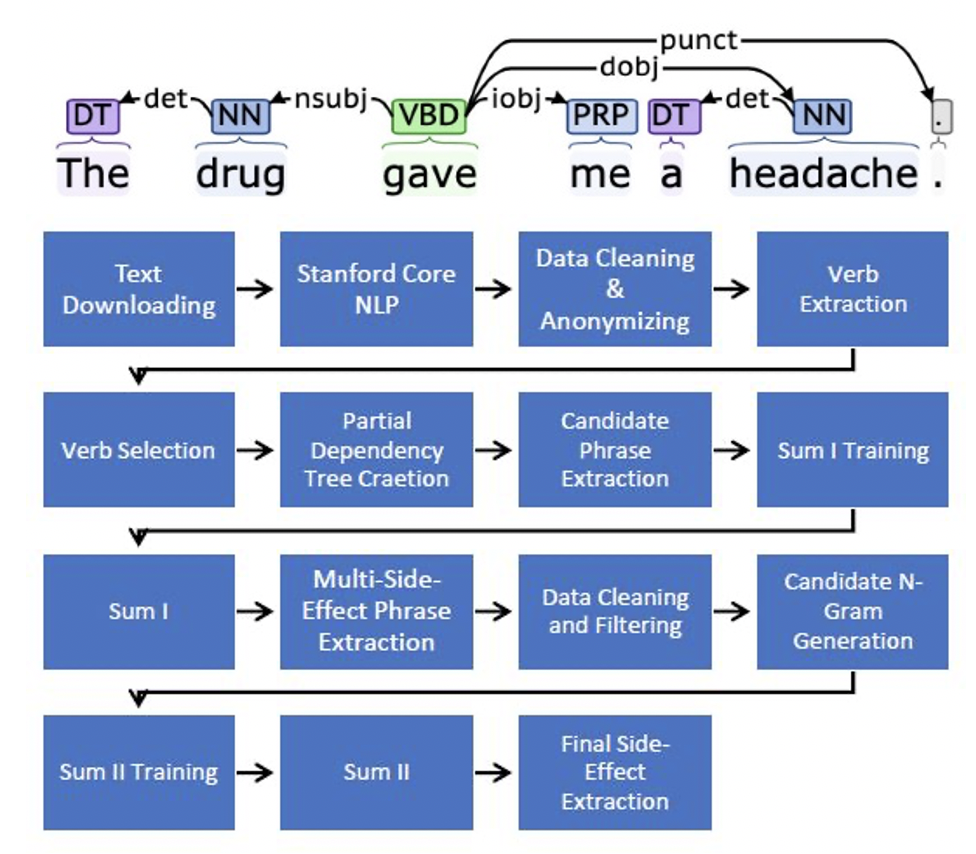 punct
dobj
det nsubj iobj det
DT NN VBD PRP DT NN .
The drug gave me a headache .
Text
Downloading
Stanford Core
NLP
Data Cleaning
&
Anonymizing
Verb
Extraction
Verb Selection
Partial
Dependency
Tree Craetion
Candidate
Phrase
Extraction
Sum I Training
Sum I
Multi-Side-
Effect Phrase
Extraction
Data Cleaning
and Filtering
Candidate N-
Gram
Generation
Sum II Training
Sum II
Final Side-
Effect
Extraction